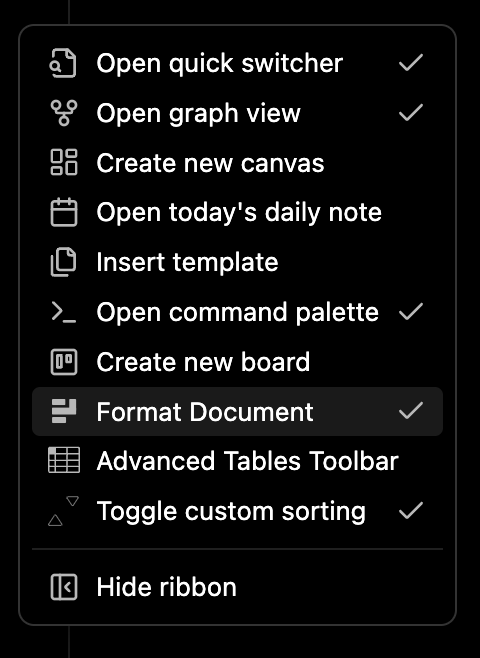 Open quick switcher
Open graph view
Create new canvas
Open today's daily note
Insert template
Open command palette
Create new board
Format Document
Advanced Tables Toolbar
Toggle custom sorting
Hide ribbon